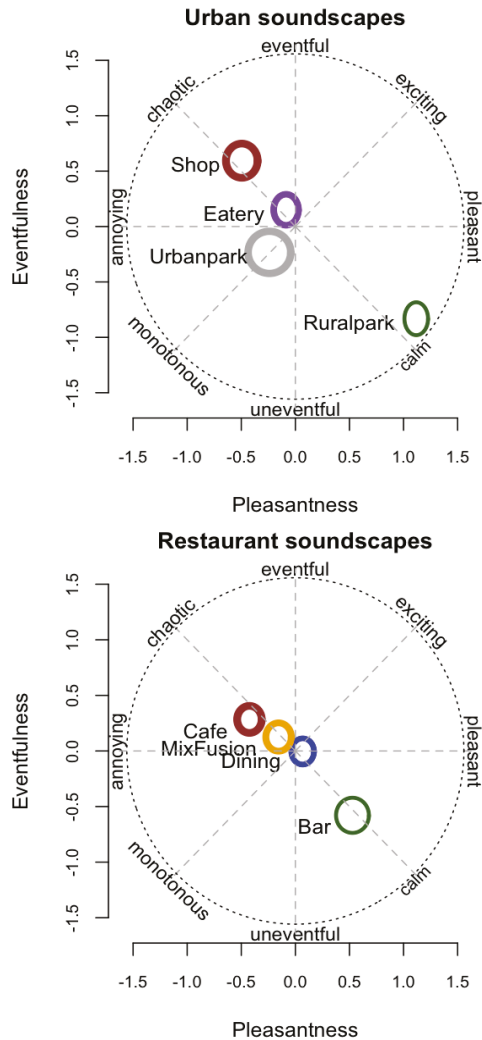 Urban soundscapes
eventful
chaotic
exciting
Shop
Eatery
annoying
pleasant
Urbanpark
Ruralpark
monotonous
calm
uneventful
Eventfulness
1.5
1.0
0.5
0.0
-0.5
-1.0
-1.5
-1.5
-1.0
-0.5
0.0
0.5
1.0
1.5
Pleasantness
Restaurant soundscapes
eventful
chaotic
exciting
Cafe
MixFusion
Dining
annoying
pleasant
Bar
monotonous
calm
uneventful
Eventfulness
1.5
1.0
0.5
0.0
-0.5
-1.0
-1.5
-1.5
-1.0
-0.5
0.0
0.5
1.0
1.5
Pleasantness